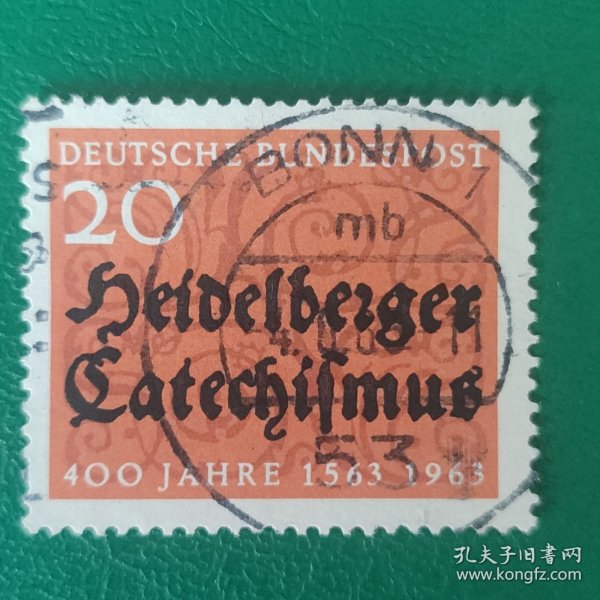 DEUTSCHE BUNDESPOST
20
Heidelberger
Catechiſmus
400 JAHRE 1563 1963
BONN 1
mb
53
孔夫子旧书网
www.kongfz.com